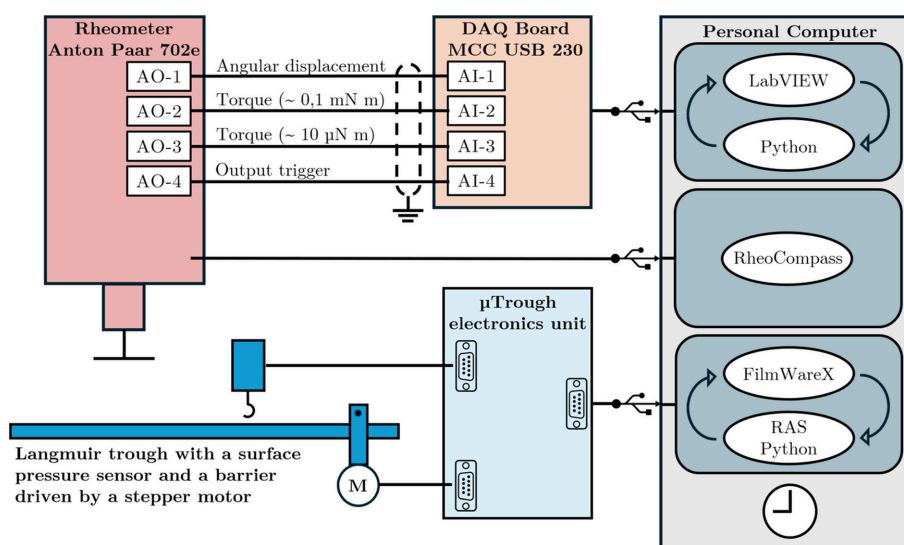 Rheometer
Anton Paar 702e
AO-1
AO-2
AO-3
AO-4
Angular displacement
Torque (~ 0,1 mN m)
Torque (~ 10 µN m)
Output trigger
DAQ Board
MCC USB 230
AI-1
AI-2
AI-3
AI-4
Personal Computer
LabVIEW
Python
RheoCompass
µTrough
electronics unit
FilmWareX
RAS
Python
Langmuir trough with a surface
pressure sensor and a barrier
driven by a stepper motor
M